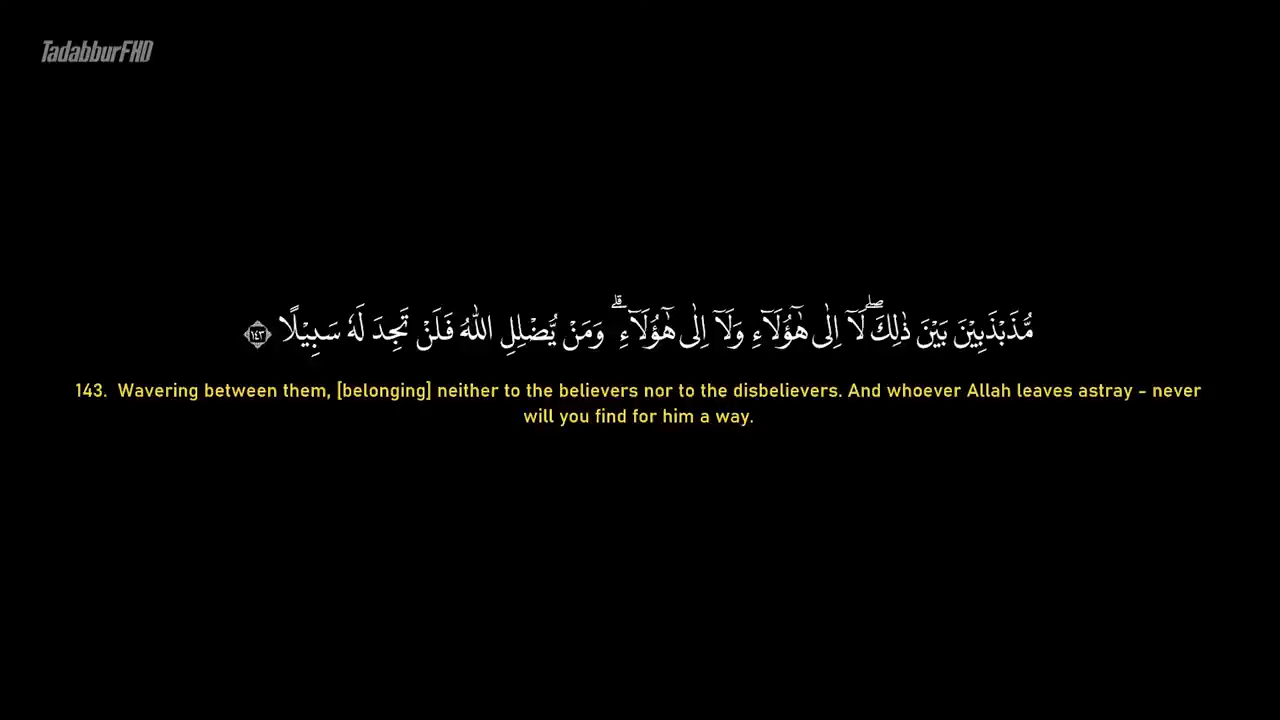 TadabburFHD
مُّذَبْذَبِيْنَ بَيْنَ ذٰلِكَ ۖ لَآ اِلٰى هٰٓؤُلَآءِ وَلَآ اِلٰى هٰٓؤُلَآءِ ۗ وَمَنْ يُّضْلِلِ اللّٰهُ فَلَنْ تَجِدَ لَهٗ سَبِيْلًا ١٤٣
143. Wavering between them, [belonging] neither to the believers nor to the disbelievers. And whoever Allah leaves astray - never
will you find for him a way.